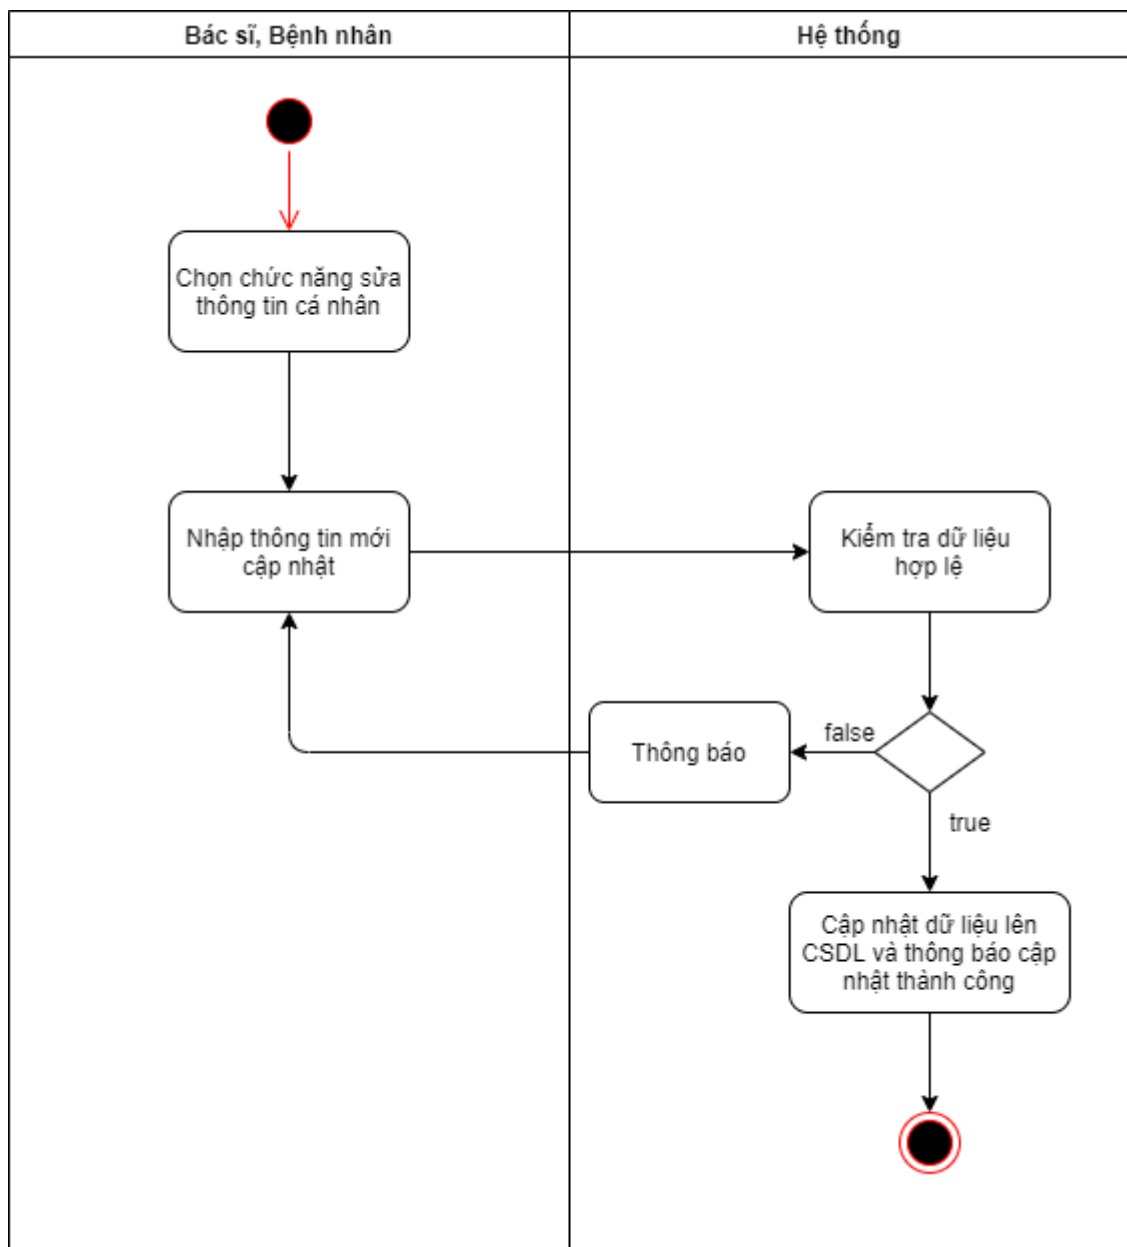 Bác sĩ, Bệnh nhân
Hệ thống
Chọn chức năng sửa
thông tin cá nhân
Nhập thông tin mới
cập nhật
Kiểm tra dữ liệu
hợp lệ
false
Thông báo
true
Cập nhật dữ liệu lên
CSDL và thông báo cập
nhật thành công